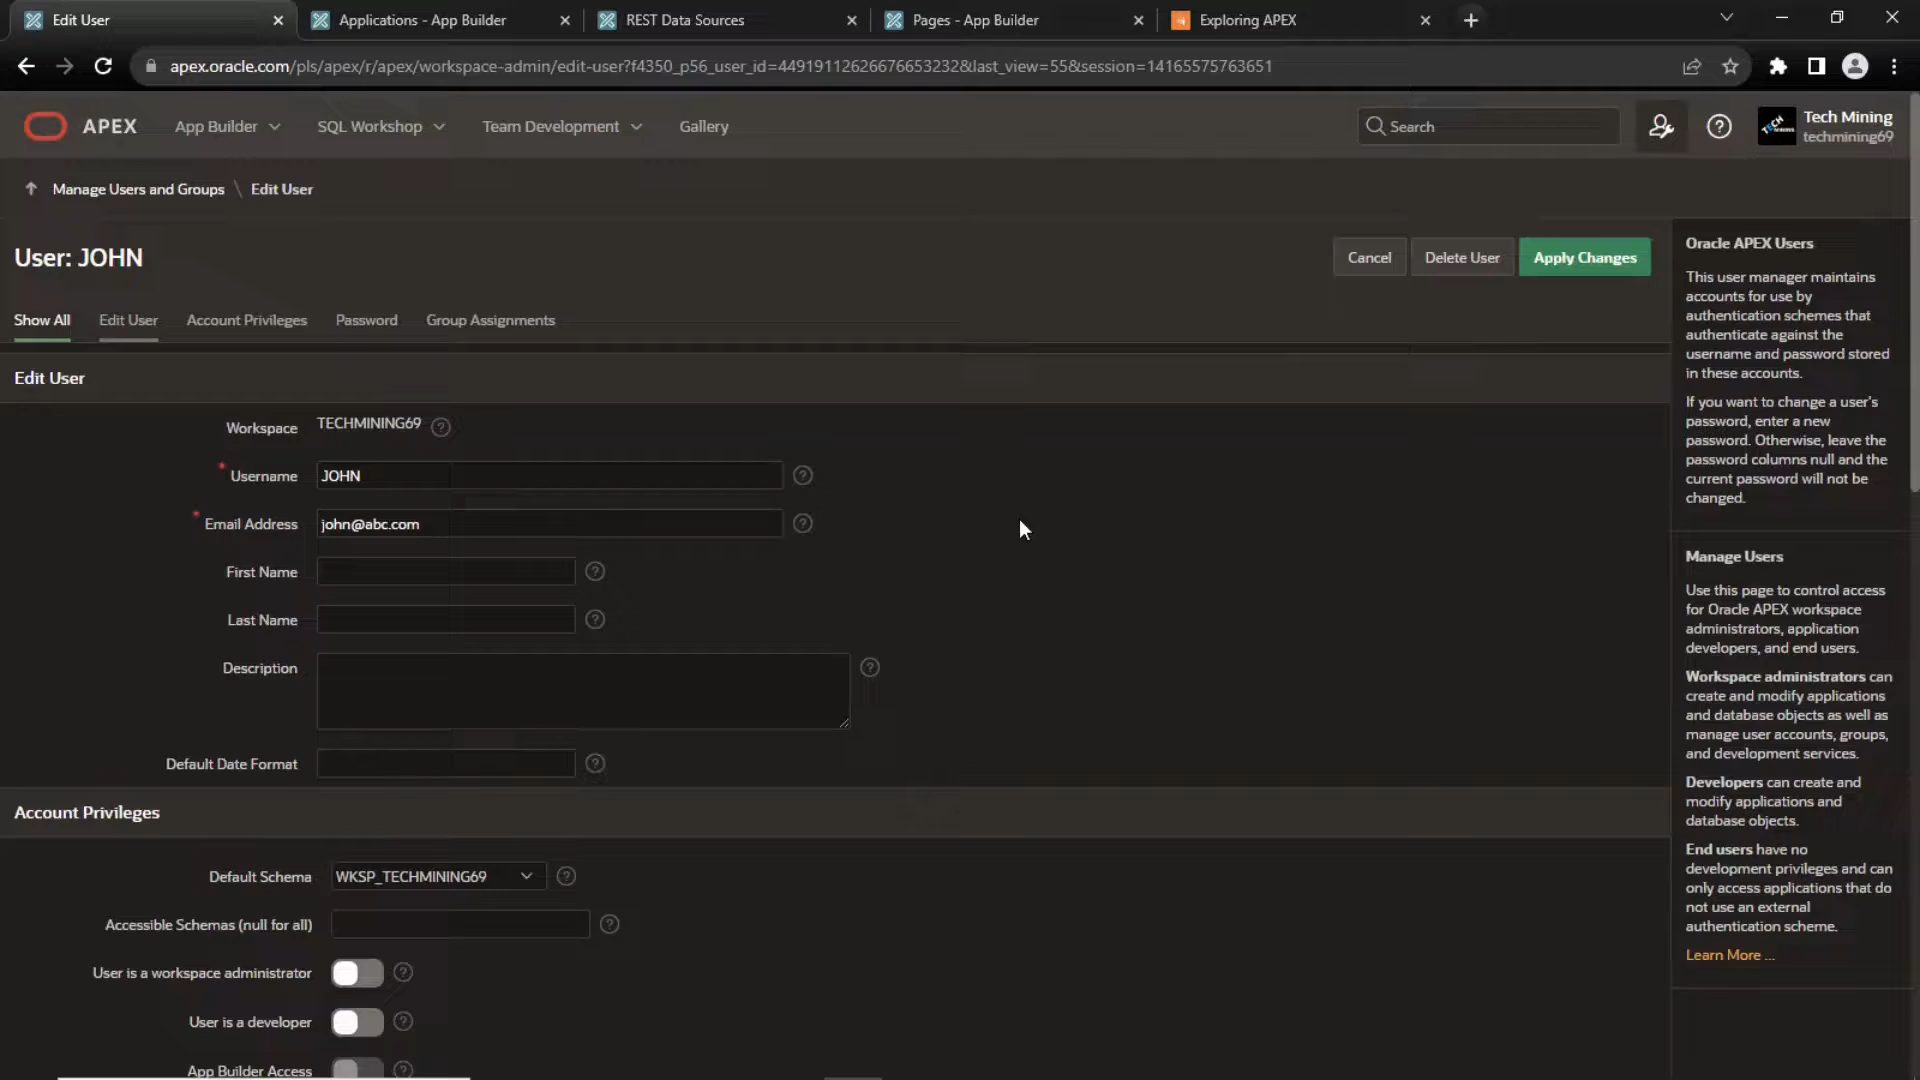 Edit User
Applications - App Builder
REST Data Sources
Pages - App Builder
Exploring APEX
apex.oracle.com/pls/apex/r/apex/workspace-admin/edit-user?f4350_p56_user_id=44919112626676653232&last_view=55&session=14165575763651
APEX
App Builder
SQL Workshop
Team Development
Gallery
Search
Tech Mining
techmining69
Manage Users and Groups \ Edit User
User: JOHN
Cancel
Delete User
Apply Changes
Show All
Edit User
Account Privileges
Password
Group Assignments
Edit User
Workspace TECHMINING69
* Username JOHN
* Email Address john@abc.com
First Name
Last Name
Description
Default Date Format
Account Privileges
Default Schema WKSP_TECHMINING69
Accessible Schemas (null for all)
User is a workspace administrator
User is a developer
App Builder Access
Oracle APEX Users
This user manager maintains
accounts for use by
authentication schemes that
authenticate against the
username and password stored
in these accounts.
If you want to change a user's
password, enter a new
password. Otherwise, leave the
password columns null and the
current password will not be
changed.
Manage Users
Use this page to control access
for Oracle APEX workspace
administrators, application
developers, and end users.
Workspace administrators can
create and modify applications
and database objects as well as
manage user accounts, groups,
and development services.
Developers can create and
modify applications and
database objects.
End users have no
development privileges and can
only access applications that do
not use an external
authentication scheme.
Learn More ...